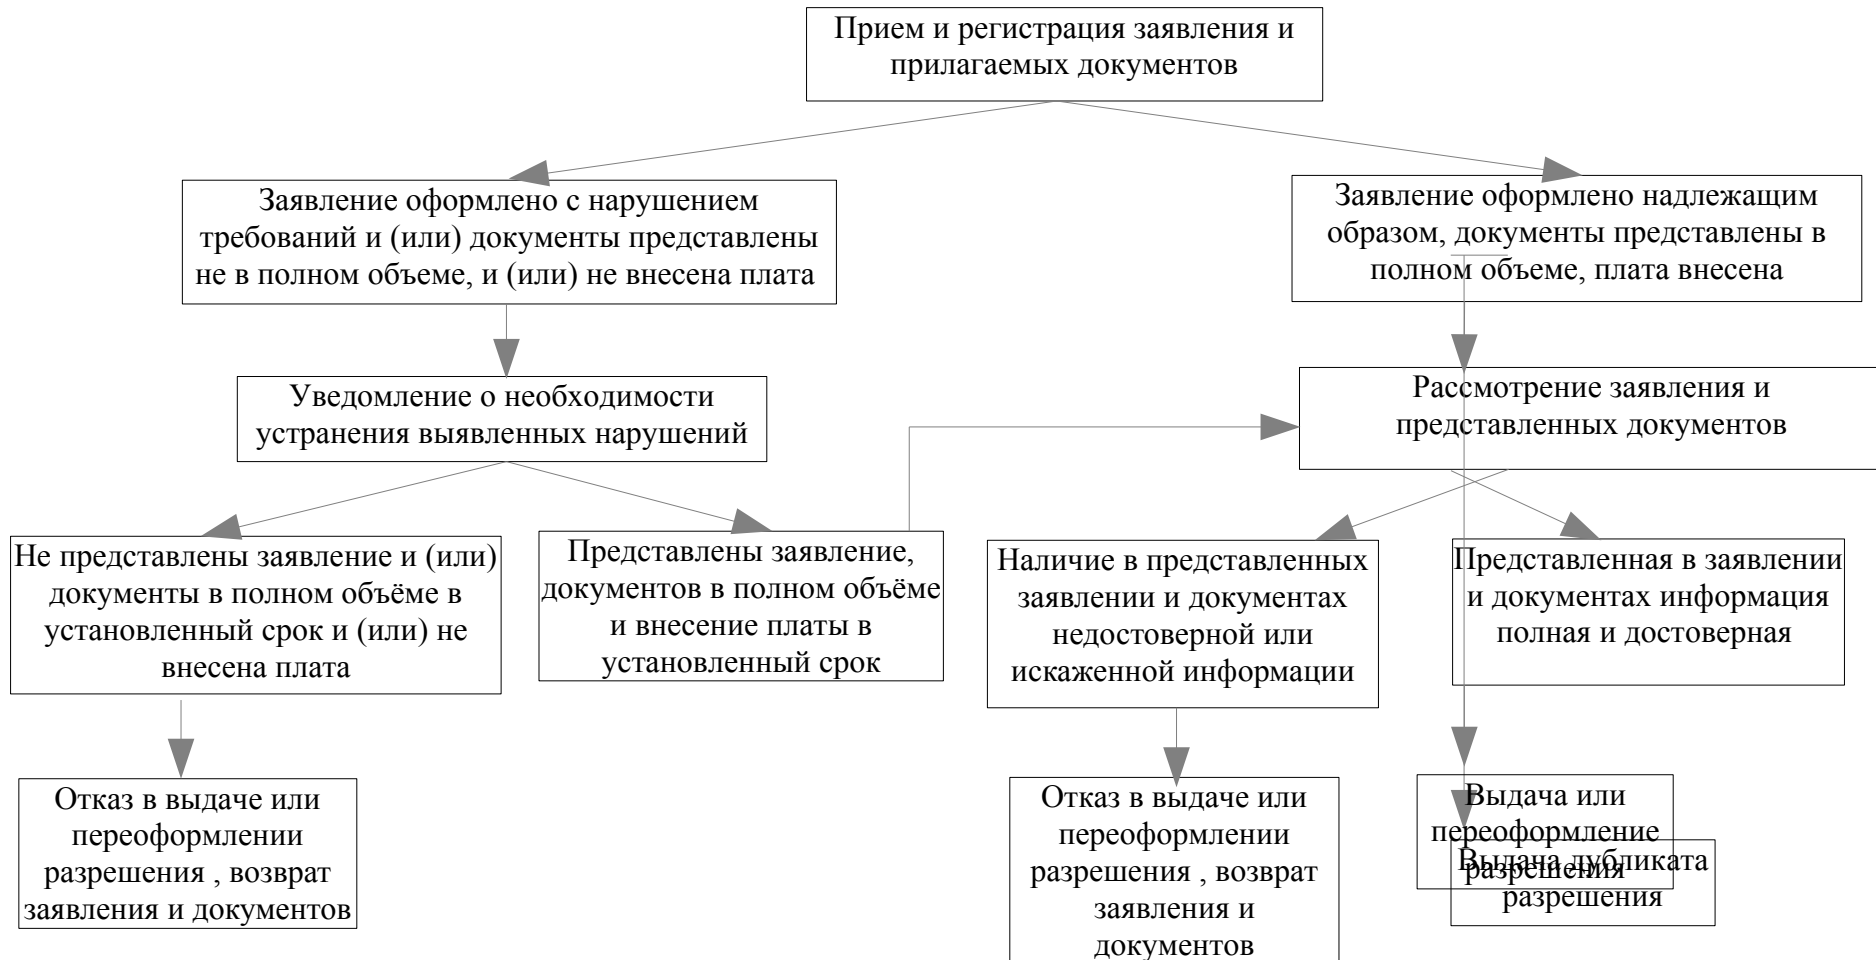 Прием и регистрация заявления и
прилагаемых документов
Заявление оформлено с нарушением
требований и (или) документы представлены
не в полном объеме, и (или) не внесена плата
Заявление оформлено надлежащим
образом, документы представлены в
полном объеме, плата внесена
Уведомление о необходимости
устранения выявленных нарушений
Рассмотрение заявления и
представленных документов
Не представлены заявление и (или)
документы в полном объёме в
установленный срок и (или) не
внесена плата
Представлены заявление,
документов в полном объёме
и внесение платы в
установленный срок
Наличие в представленных
заявлении и документах
недостоверной или
искаженной информации
Представленная в заявлении
и документах информация
полная и достоверная
Отказ в выдаче или
переоформлении
разрешения , возврат
заявления и документов
Отказ в выдаче или
переоформлении
разрешения , возврат
заявления и
документов
Выдача или
переоформление
разрешения
Выдача дубликата
разрешения